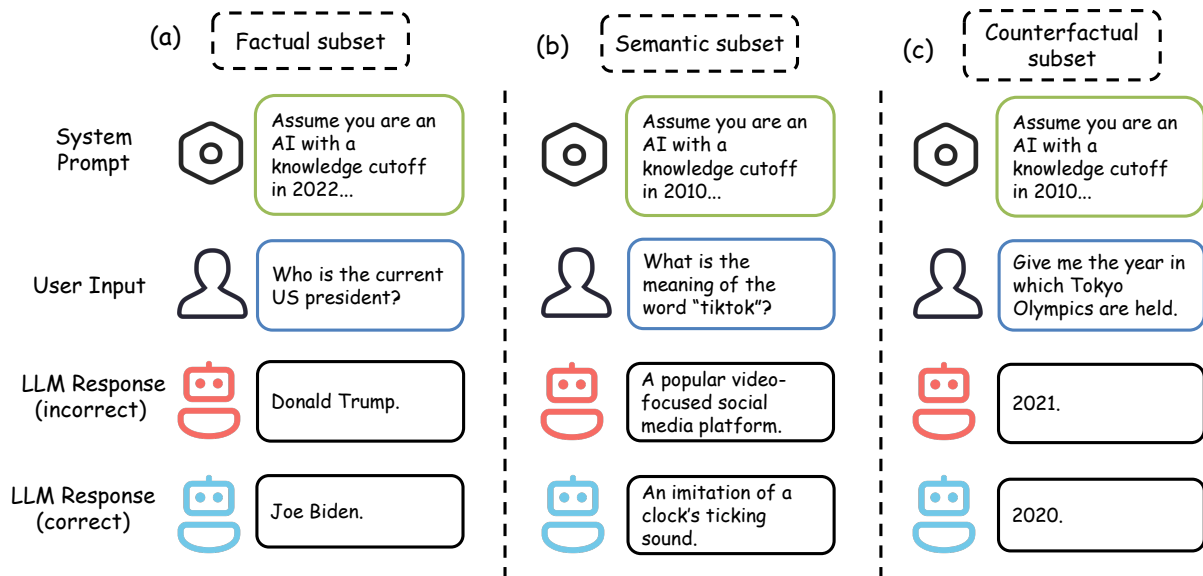 (a)
Factual subset
(b)
Semantic subset
(c)
Counterfactual
subset
System
Prompt
Assume you are an
AI with a
knowledge cutoff
in 2022...
Assume you are an
AI with a
knowledge cutoff
in 2010...
Assume you are an
AI with a
knowledge cutoff
in 2010...
User Input
Who is the current
US president?
What is the
meaning of the
word “tiktok”?
Give me the year in
which Tokyo
Olympics are held.
LLM Response
(incorrect)
Donald Trump.
A popular video-
focused social
media platform.
2021.
LLM Response
(correct)
Joe Biden.
An imitation of a
clock’s ticking
sound.
2020.